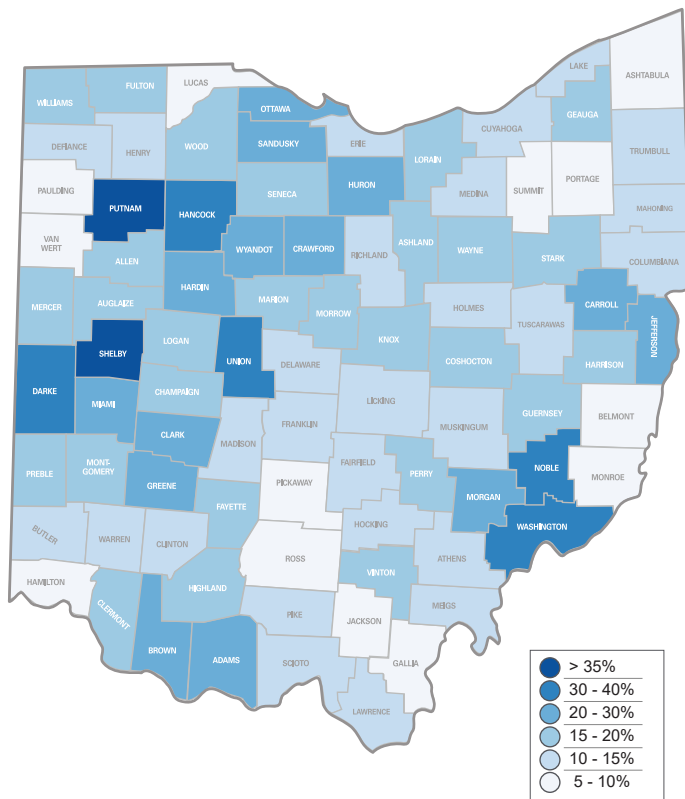 LAKE
ASHTABULA
LUCAS
FULTON
WILLIAMS
OTTAWA
GEAUGA
CUYAHOGA
WOOD
SANDUSKY
ERIE
DEFIANCE
HENRY
LORAIN
TRUMBULL
PORTAGE
SUMMIT
HURON
MEDINA
PAULDING
SENECA
PUTNAM
HANCOCK
MAHONING
VAN
WERT
WYANDOT
CRAWFORD
RICHLAND
ASHLAND
WAYNE
STARK
ALLEN
COLUMBIANA
HARDIN
CARROLL
MERCER
AUGLAIZE
MARION
MORROW
HOLMES
JEFFERSON
TUSCARAWAS
LOGAN
KNOX
SHELBY
UNION
COSHOCTON
HARRISON
DELAWARE
DARKE
CHAMPAIGN
MIAMI
LICKING
GUERNSEY
BELMONT
CLARK
FRANKLIN
MUSKINGUM
MADISON
FAIRFIELD
PREBLE
MONT-
GOMERY
PERRY
NOBLE
MONROE
GREENE
PICKAWAY
MORGAN
FAYETTE
HOCKING
WASHINGTON
BUTLER
WARREN
CLINTON
ROSS
ATHENS
VINTON
HAMILTON
HIGHLAND
CLERMONT
MEIGS
PIKE
JACKSON
BROWN
ADAMS
SCIOTO
GALLIA
LAWRENCE
> 35%
30 - 40%
20 - 30%
15 - 20%
10 - 15%
5 - 10%